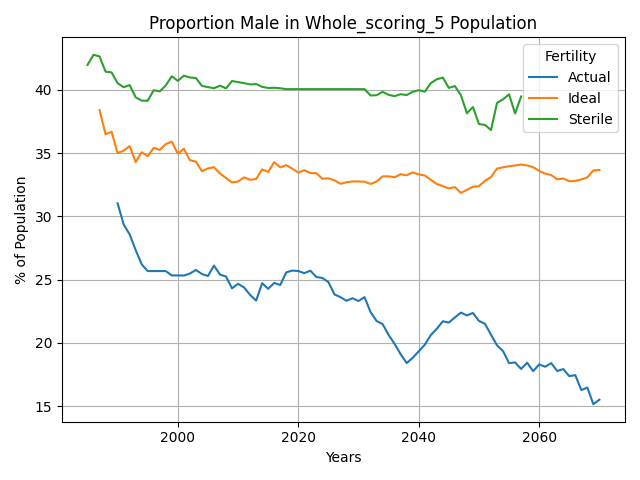 Proportion Male in Whole_scoring_5 Population
Fertility
Actual
Ideal
Sterile
% of Population
40
35
30
25
20
15
2000
2020
2040
2060
Years